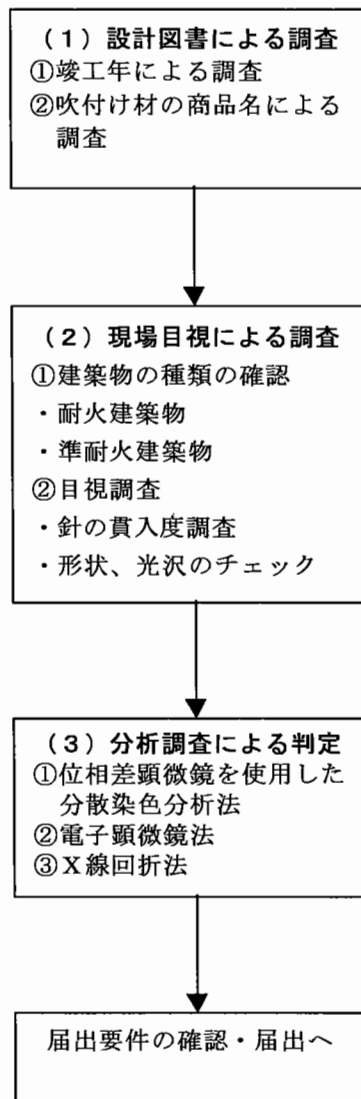 （１）設計図書による調査
①竣工年による調査
②吹付け材の商品名による
調査
（２）現場目視による調査
①建築物の種類の確認
・耐火建築物
・準耐火建築物
②目視調査
・針の貫入度調査
・形状、光沢のチェック
（３）分析調査による判定
①位相差顕微鏡を使用した
分散染色分析法
②電子顕微鏡法
③Ｘ線回折法
届出要件の確認・届出へ